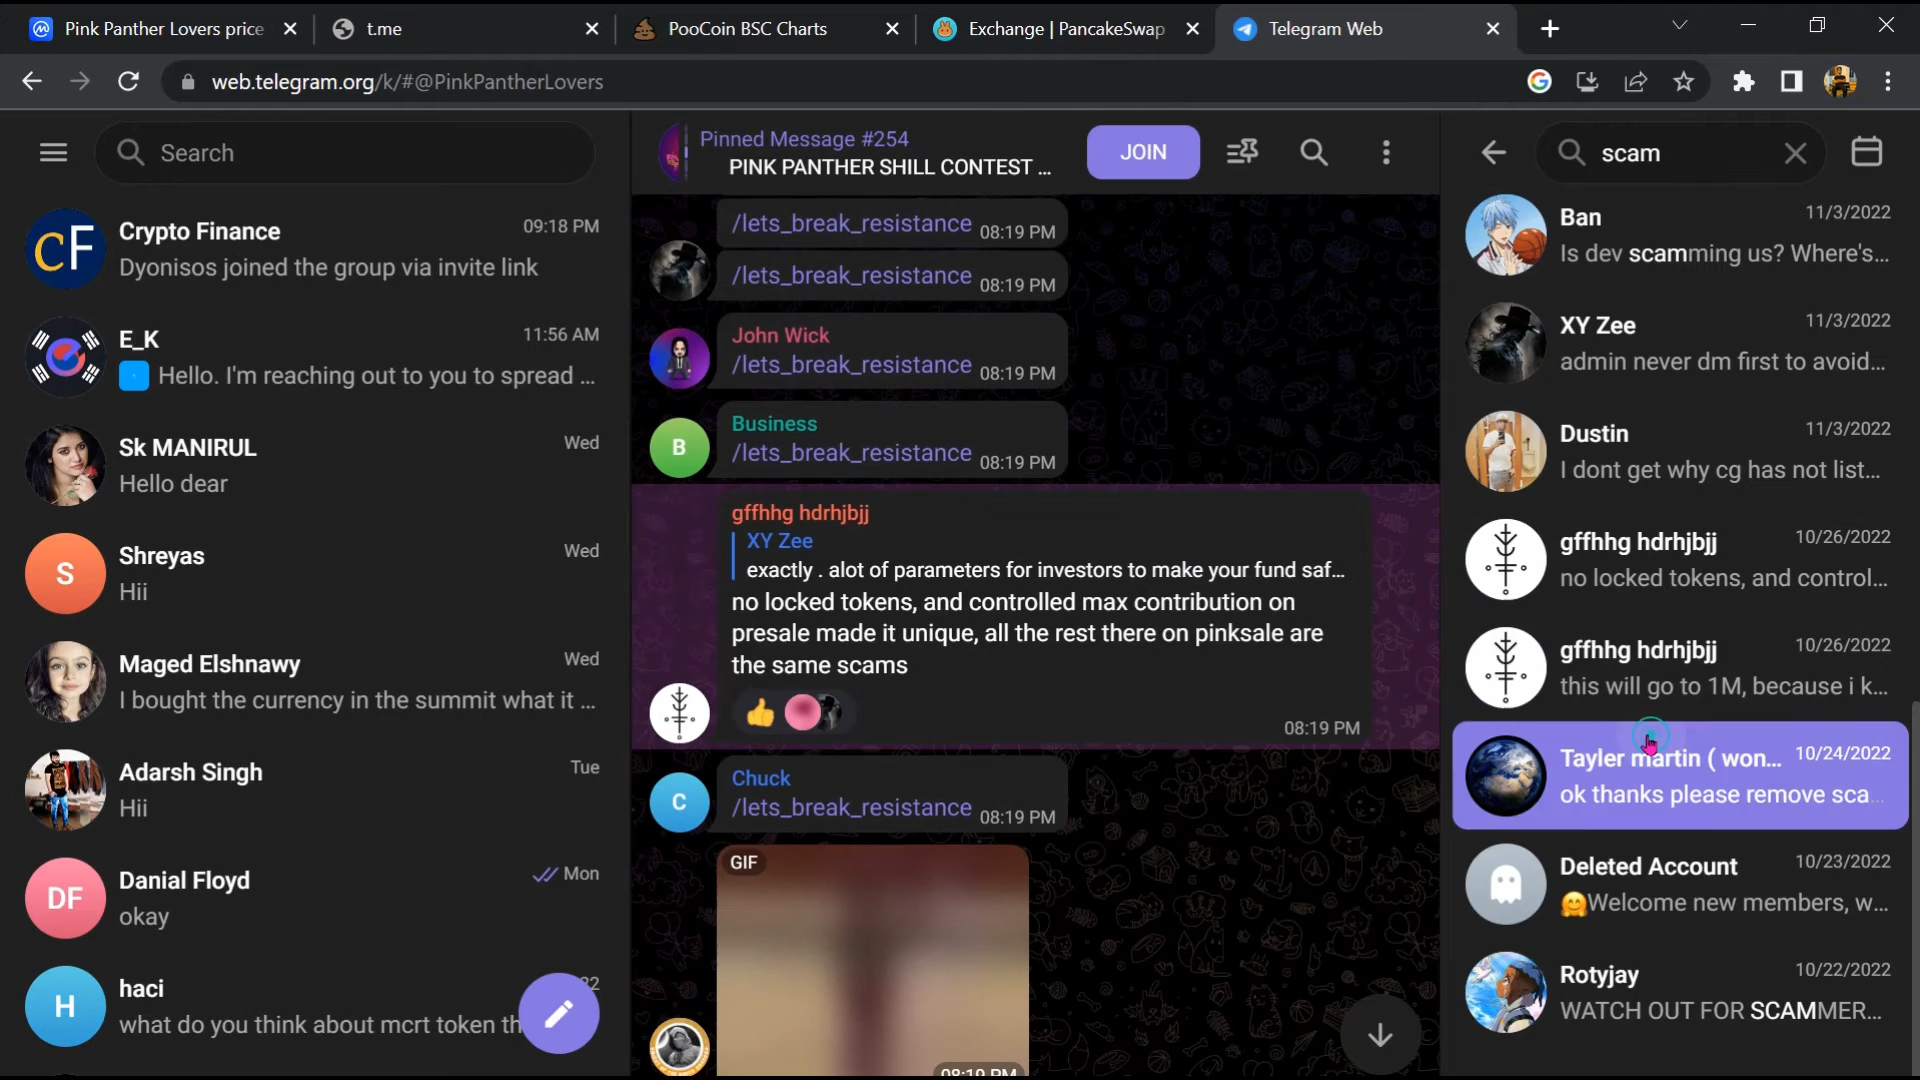 Pink Panther Lovers price
t.me
PooCoin BSC Charts
Exchange | PancakeSwap
Telegram Web
web.telegram.org/k/#@PinkPantherLovers
Search
Crypto Finance 09:18 PM
Dyonisos joined the group via invite link
E_K 11:56 AM
Hello. I'm reaching out to you to spread ...
Sk MANIRUL Wed
Hello dear
S
Shreyas Wed
Hii
Maged Elshnawy Wed
I bought the currency in the summit what it ...
Adarsh Singh Tue
Hii
DF
Danial Floyd Mon
okay
H
haci
what do you think about mcrt token th
Pinned Message #254
PINK PANTHER SHILL CONTEST ...
JOIN
/lets_break_resistance 08:19 PM
/lets_break_resistance 08:19 PM
John Wick
/lets_break_resistance 08:19 PM
B
Business
/lets_break_resistance 08:19 PM
gffhhg hdrhjbjj
XY Zee
exactly . alot of parameters for investors to make your fund saf...
no locked tokens, and controlled max contribution on
presale made it unique, all the rest there on pinksale are
the same scams
08:19 PM
C
Chuck
/lets_break_resistance 08:19 PM
GIF
08:19 PM
scam
Ban 11/3/2022
Is dev scamming us? Where's...
XY Zee 11/3/2022
admin never dm first to avoid...
Dustin 11/3/2022
I dont get why cg has not list...
gffhhg hdrhjbjj 10/26/2022
no locked tokens, and control...
gffhhg hdrhjbjj 10/26/2022
this will go to 1M, because i k...
Tayler martin ( won... 10/24/2022
ok thanks please remove sca...
Deleted Account 10/23/2022
🤗Welcome new members, w...
Rotyjay 10/22/2022
WATCH OUT FOR SCAMMER...